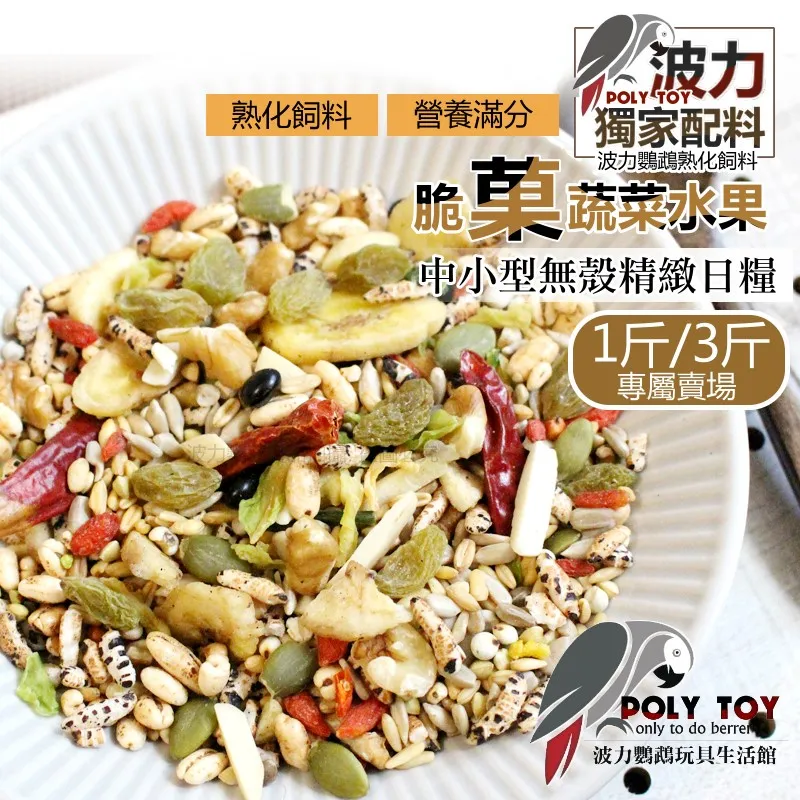 熟化飼料
營養滿分
波力
POLY TOY
獨家配料
波力鸚鵡熟化飼料
脆菓蔬菜水果
中小型無殼精緻日糧
1斤/3斤
專屬賣場
POLY TOY
only to do berrer
波力鸚鵡玩具生活館